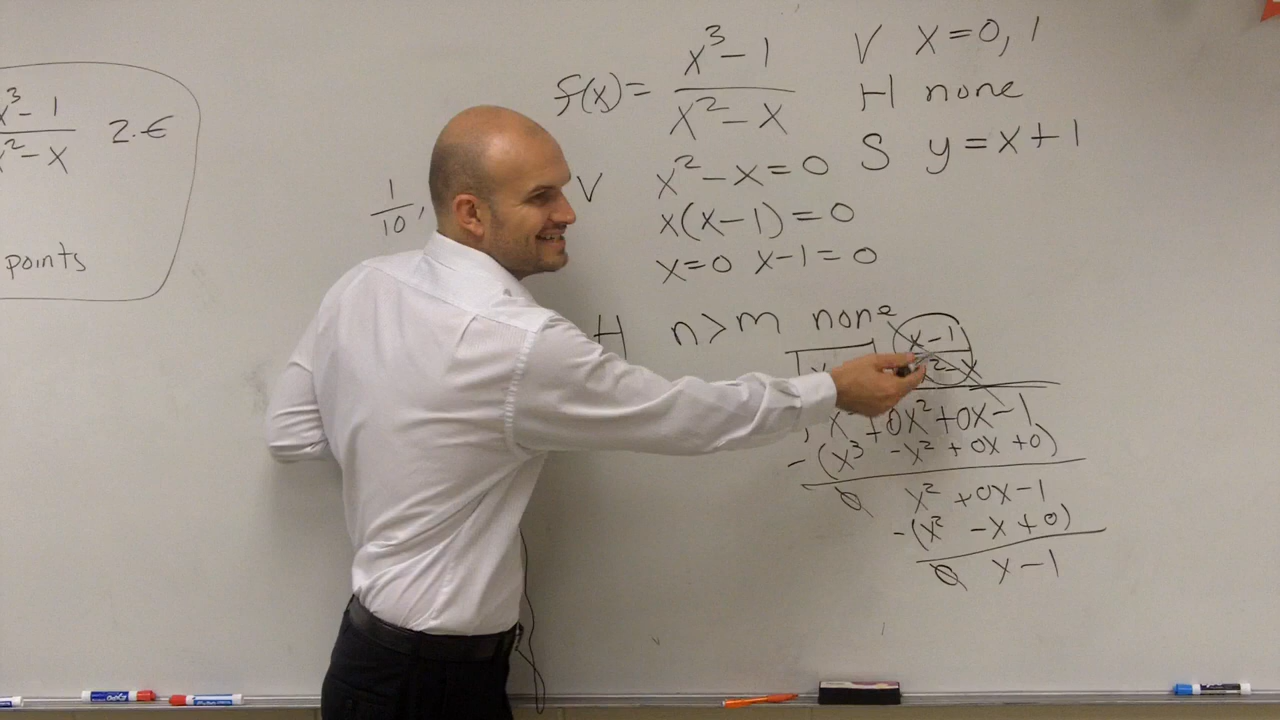 x³-1
x²-x
2.€
points
1/10,
f(x)= (x³-1)/(x²-x)
V x=0, 1
H none
S y=x+1
V x²-x=0
x(x-1)=0
x=0 x-1=0
H n>m none
x-1
x²-x
+0x²+0x-1
-(x³-x²+0x+0)
0 x²+0x-1
-(x²-x+0)
0 x-1